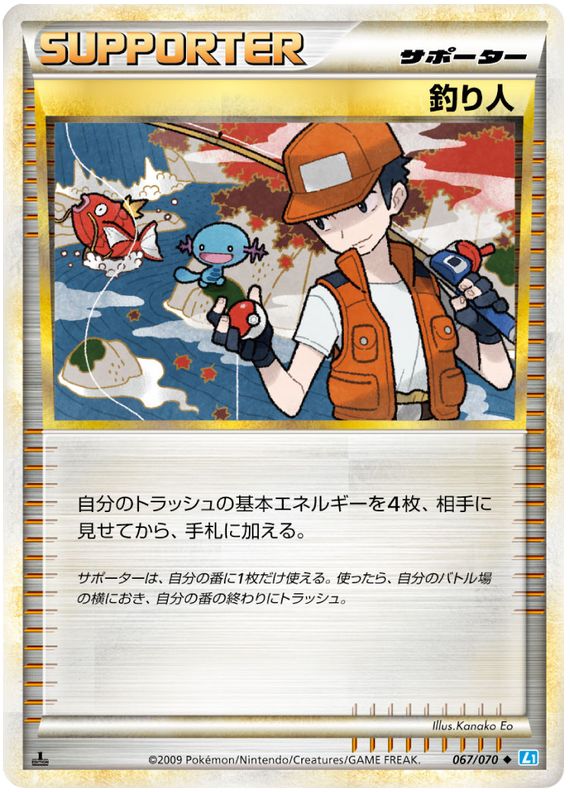 SUPPORTER
サポーター
釣り人
自分のトラッシュの基本エネルギーを4枚、相手に
見せてから、手札に加える。
サポーターは、自分の番に1枚だけ使える。使ったら、自分のバトル場
の横におき、自分の番の終わりにトラッシュ。
Illus.Kanako Eo
1
EDITION
©2009 Pokémon/Nintendo/Creatures/GAME FREAK.
067/070 ◆ L1